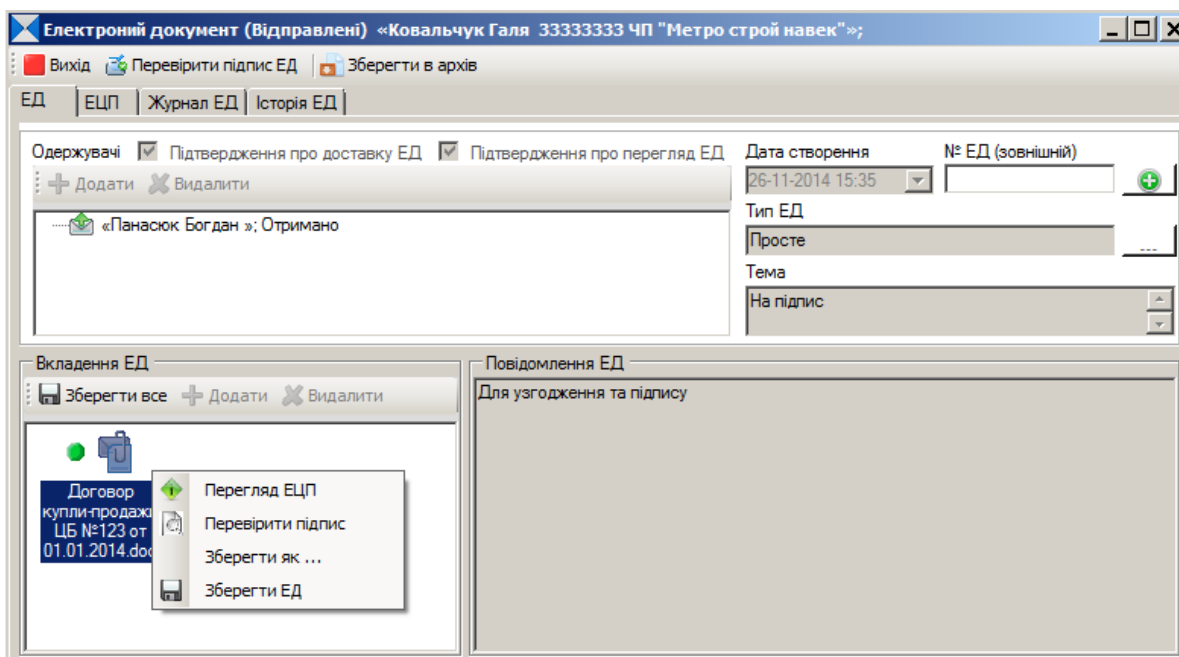 Електроний документ (Відправлені) «Ковальчук Галя 33333333 ЧП "Метро строй навек"»;
Вихід Перевірити підпис ЕД Зберегти в архів
ЕД ЕЦП Журнал ЕД Історія ЕД
Одержувачі Підтвердження про доставку ЕД Підтвердження про перегляд ЕД
Додати Видалити
«Панасюк Богдан »; Отримано
Дата створення № ЕД (зовнішній)
26-11-2014 15:35
Тип ЕД
Просте
...
Тема
На підпис
Вкладення ЕД
Зберегти все Додати Видалити
Договор
купли-продажи
ЦБ №123 от
01.01.2014.doc
Перегляд ЕЦП
Перевірити підпис
Зберегти як ...
Зберегти ЕД
Повідомлення ЕД
Для узгодження та підпису